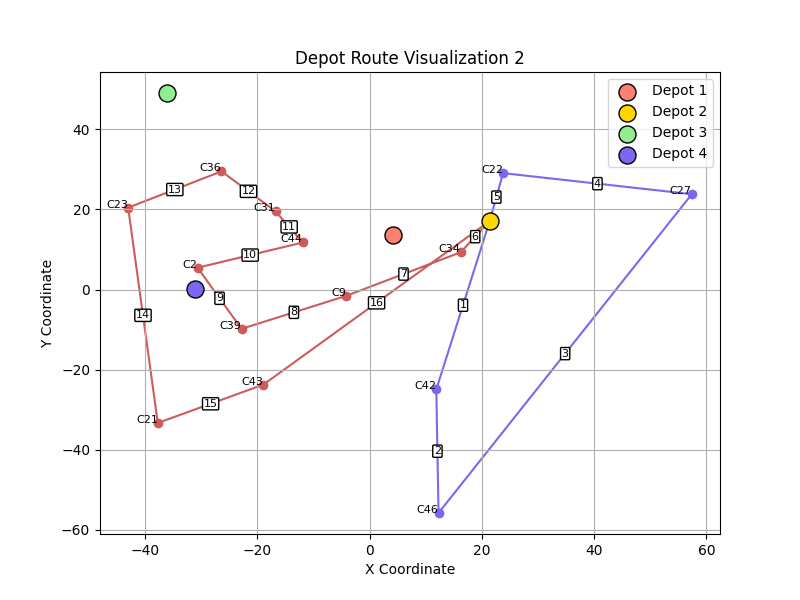 Depot Route Visualization 2
Depot 1
Depot 2
Depot 3
Depot 4
Y Coordinate
40
20
0
−20
−40
−60
C36
C22
C27
C23
C31
C44
C34
C2
C9
C39
C43
C42
C21
C46
13
12
4
5
11
6
10
7
9
8
16
1
14
3
15
2
−40
−20
0
20
40
60
X Coordinate